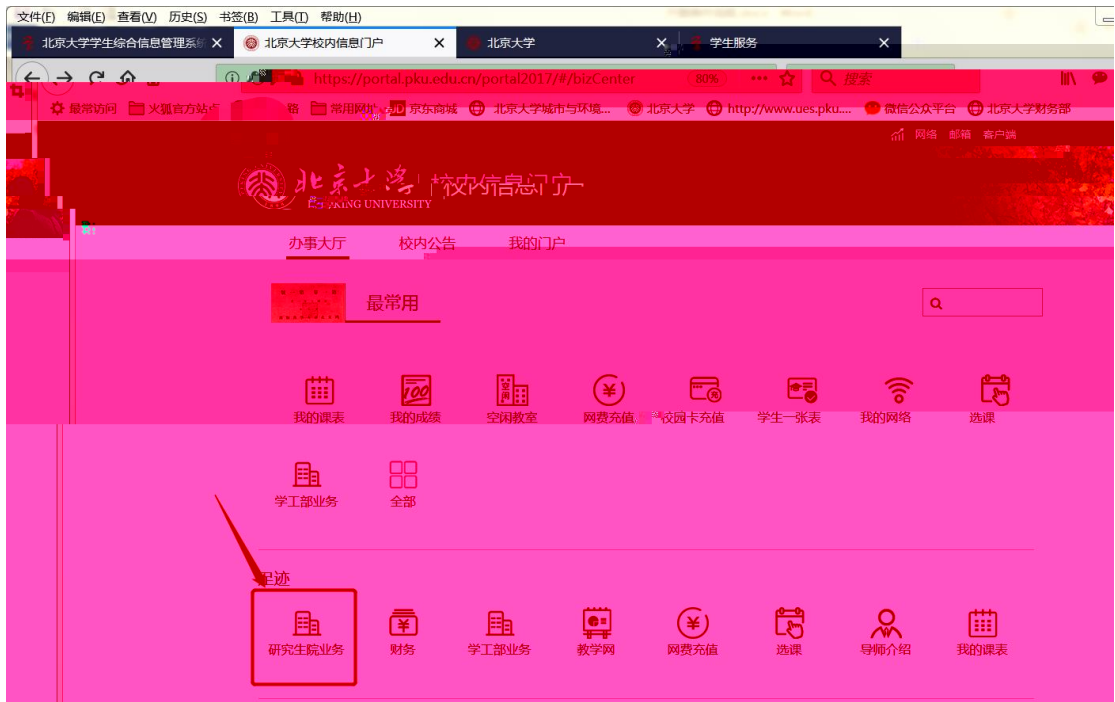 文件(F) 编辑(E) 查看(V) 历史(S) 书签(B) 工具(T) 帮助(H)
北京大学学生综合信息管理系统 北京大学校内信息门户 北京大学 学生服务
https://portal.pku.edu.cn/portal2017/#/bizCenter 80% 搜索
最常访问 火狐官方站点 常用网址 JD 京东商城 北京大学城市与环境... 北京大学 http://www.ues.pku.... 微信公众平台 北京大学财务部
网络 邮箱 客户端
北京大学 校内信息门户
PEKING UNIVERSITY
办事大厅 校内公告 我的门户
最常用
我的课表 我的成绩 空闲教室 网费充值 校园卡充值 学生一张表 我的网络 选课
学工部业务 全部
足迹
研究生院业务 财务 学工部业务 教学网 网费充值 选课 导师介绍 我的课表